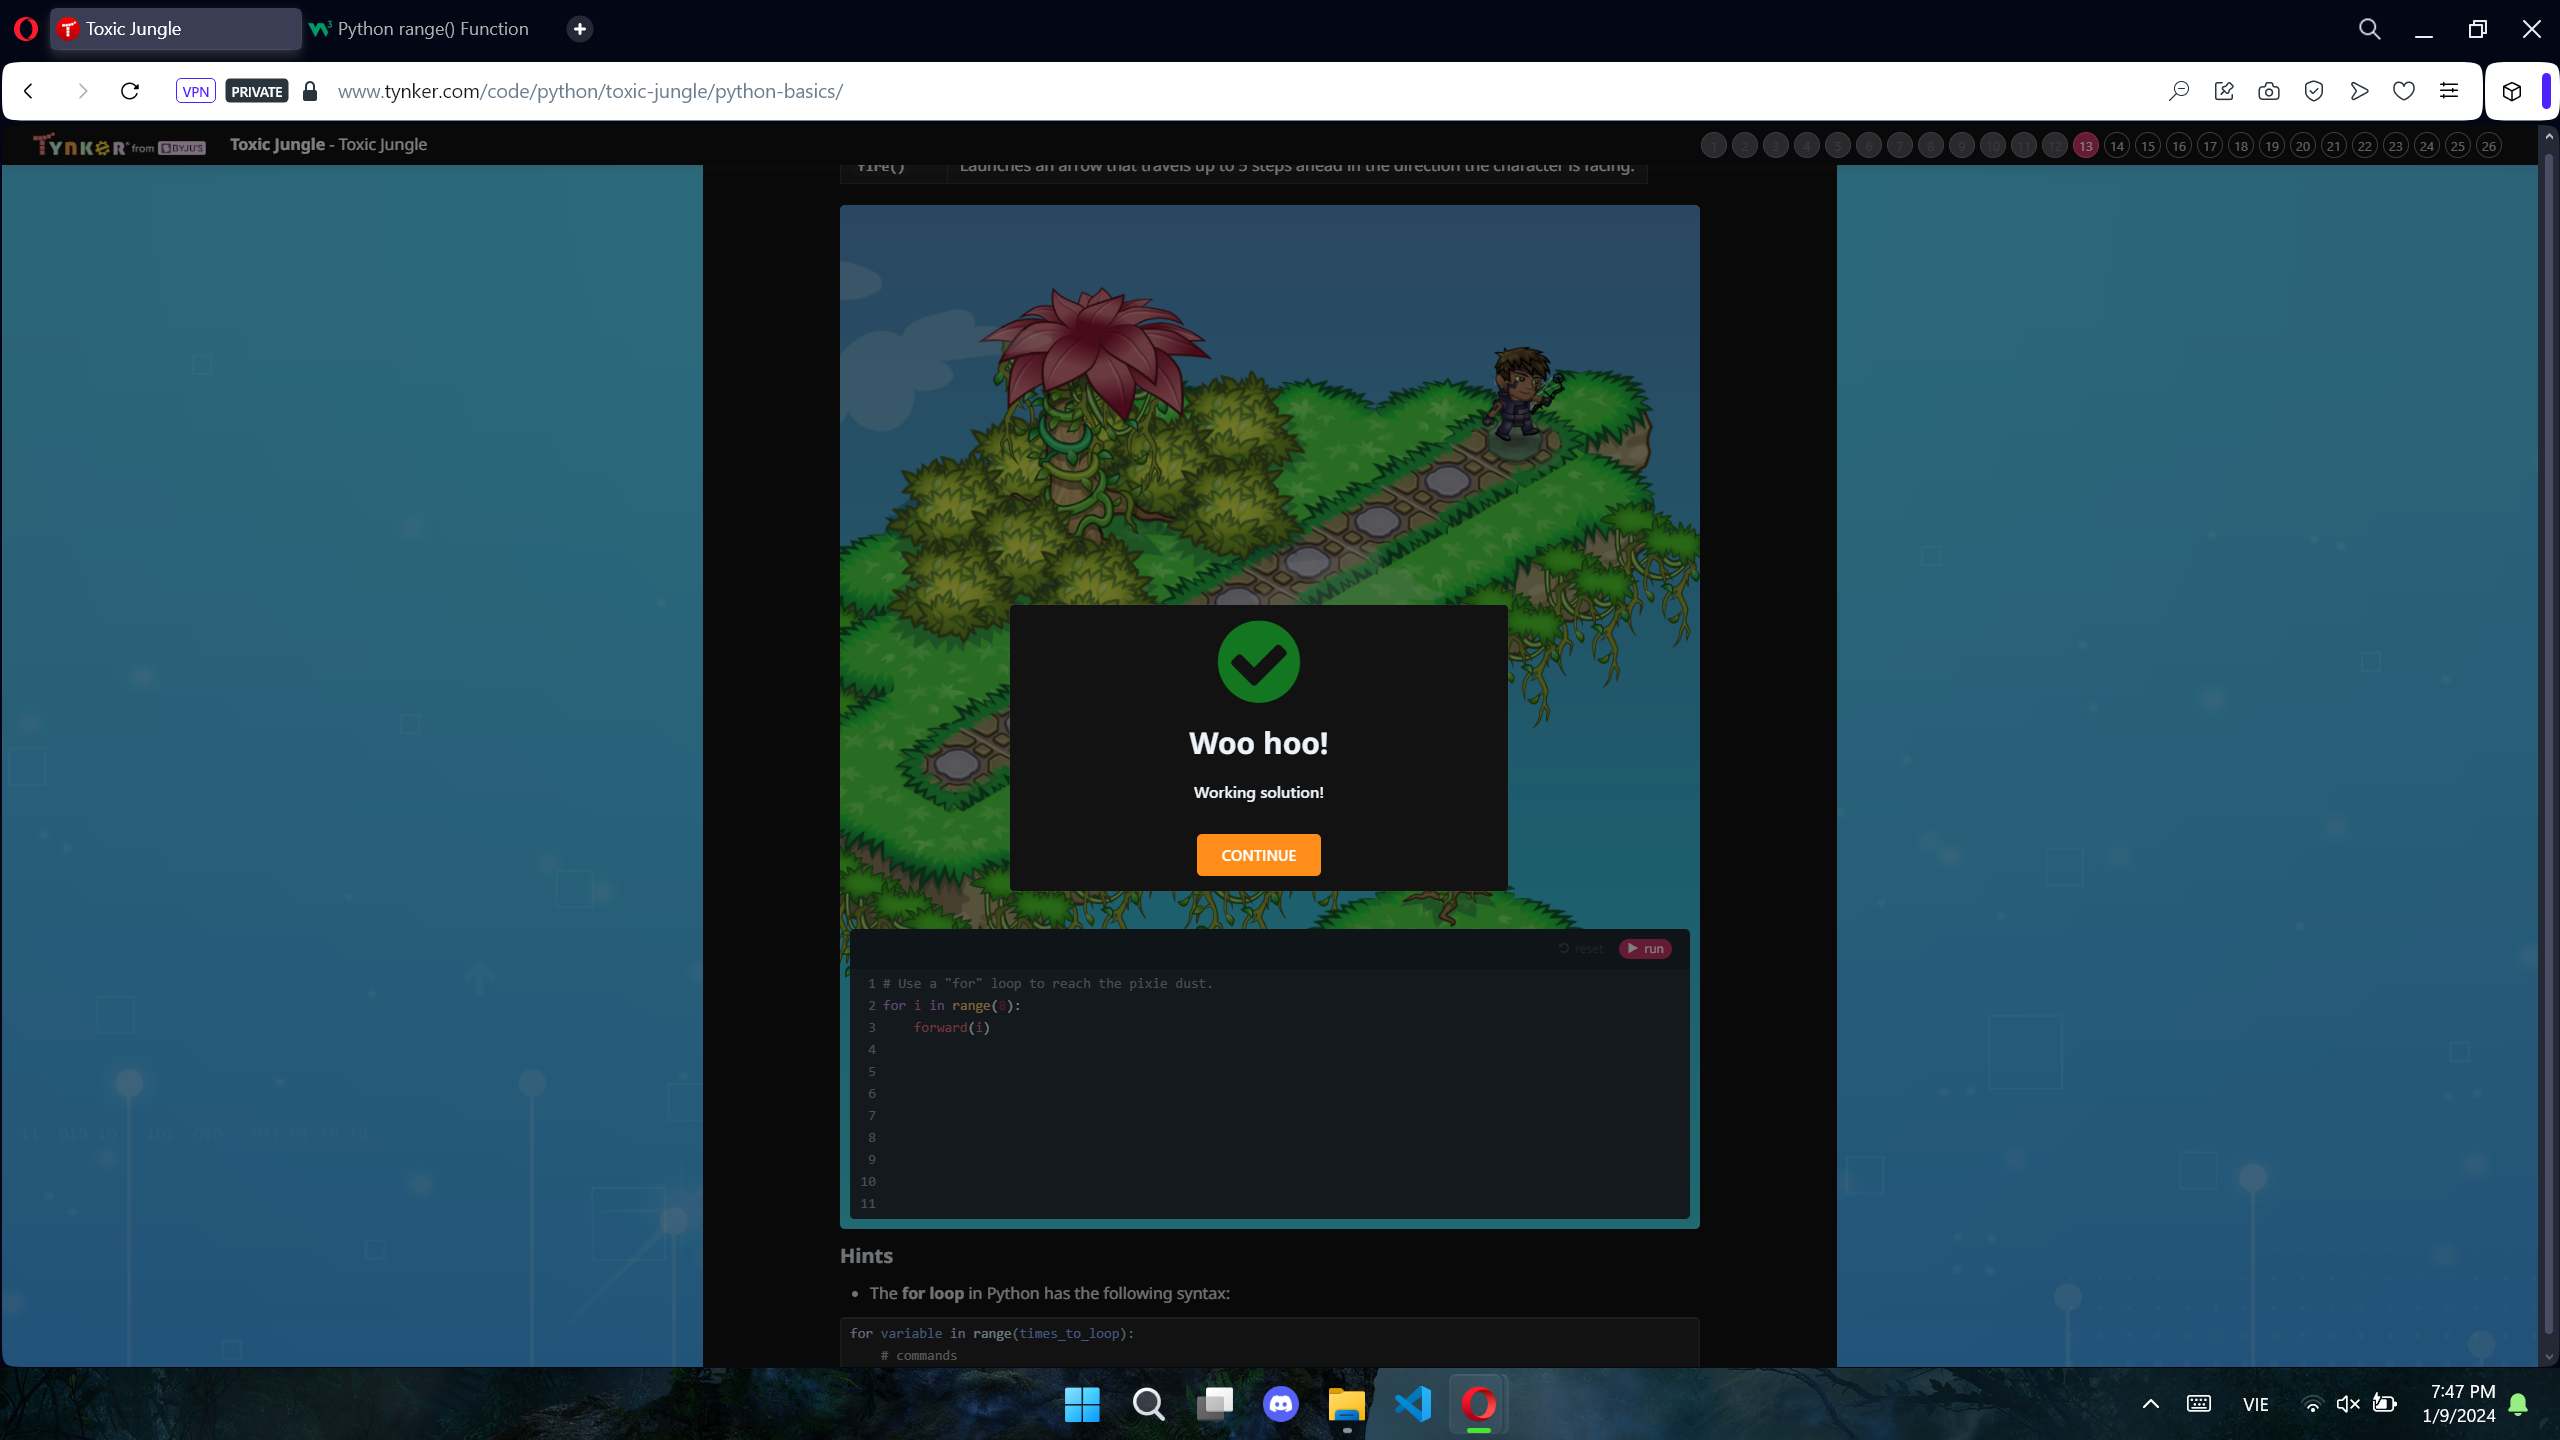 Toxic Jungle
Python range() Function
VPN
PRIVATE
www.tynker.com/code/python/toxic-jungle/python-basics/
TYNKER from BYJU'S
Toxic Jungle - Toxic Jungle
1 2 3 4 5 6 7 8 9 10 11 12 13 14 15 16 17 18 19 20 21 22 23 24 25 26
fire() Launches an arrow that travels up to 5 steps ahead in the direction the character is facing.
Woo hoo!
Working solution!
CONTINUE
reset
run
1 # Use a "for" loop to reach the pixie dust.
2 for i in range(8):
3 forward(i)
4
5
6
7
8
9
10
11
Hints
• The for loop in Python has the following syntax:
for variable in range(times_to_loop):
# commands
VIE
7:47 PM
1/9/2024